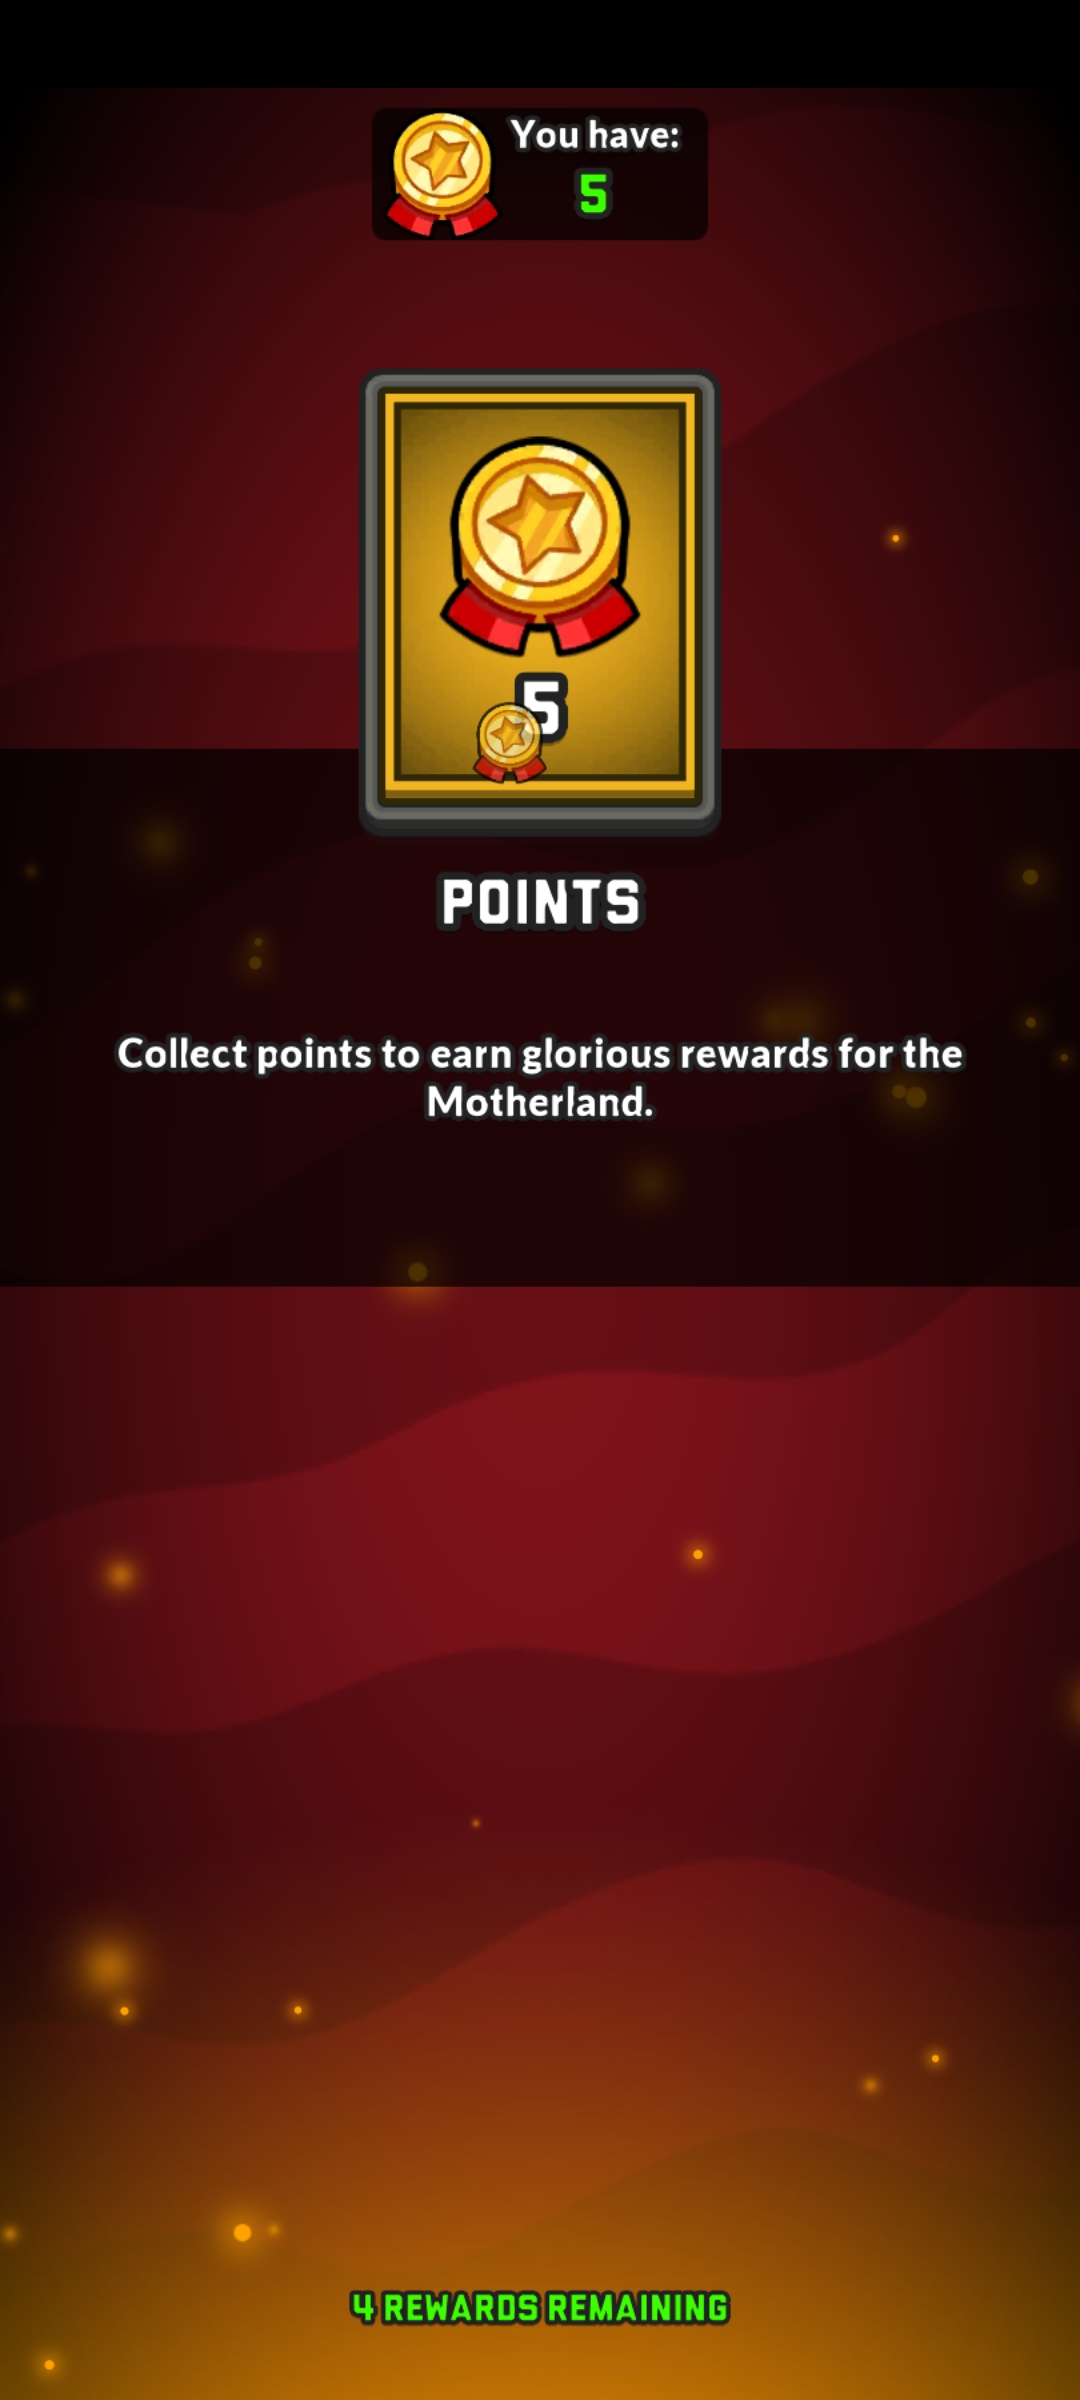 You have:
5
5
POINTS
Collect points to earn glorious rewards for the
Motherland.
4 REWARDS REMAINING